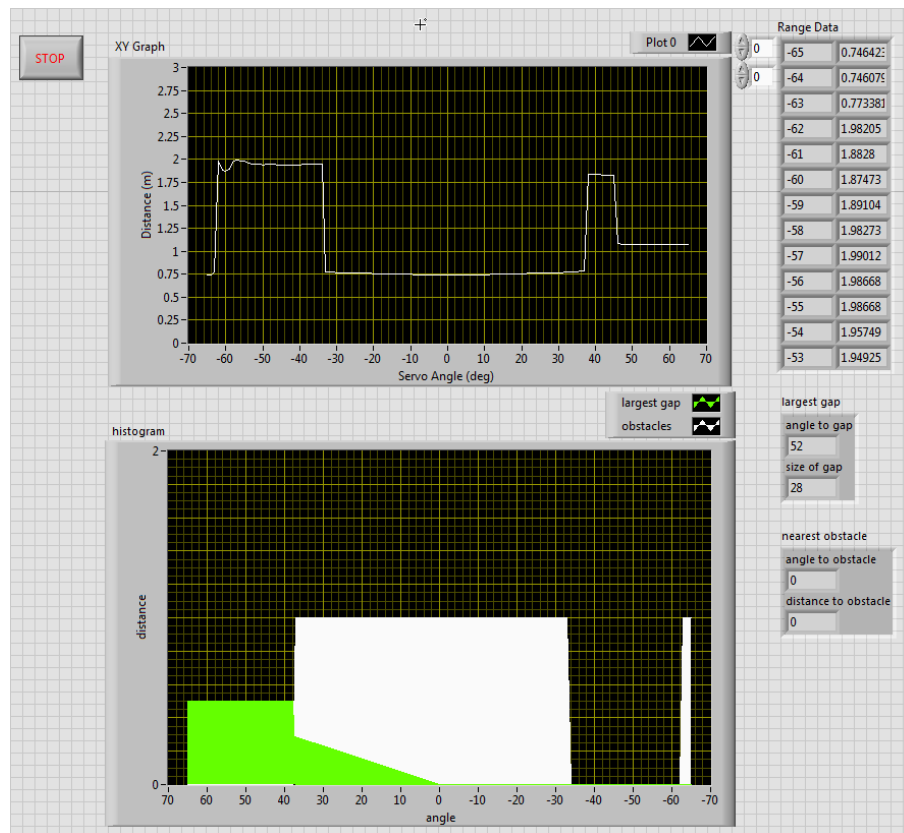 Range Data
STOP
XY Graph
Plot 0
0
0
-65 0.746423
-64 0.746079
-63 0.773381
-62 1.98205
-61 1.8828
-60 1.87473
-59 1.89104
-58 1.98273
-57 1.99012
-56 1.98668
-55 1.98668
-54 1.95749
-53 1.94925
3
2.75
2.5
2.25
2
1.75
1.5
1.25
1
0.75
0.5
0.25
0
Distance (m)
-70 -60 -50 -40 -30 -20 -10 0 10 20 30 40 50 60 70
Servo Angle (deg)
largest gap
obstacles
histogram
2
0
distance
70 60 50 40 30 20 10 0 -10 -20 -30 -40 -50 -60 -70
angle
largest gap
angle to gap
52
size of gap
28
nearest obstacle
angle to obstacle
0
distance to obstacle
0